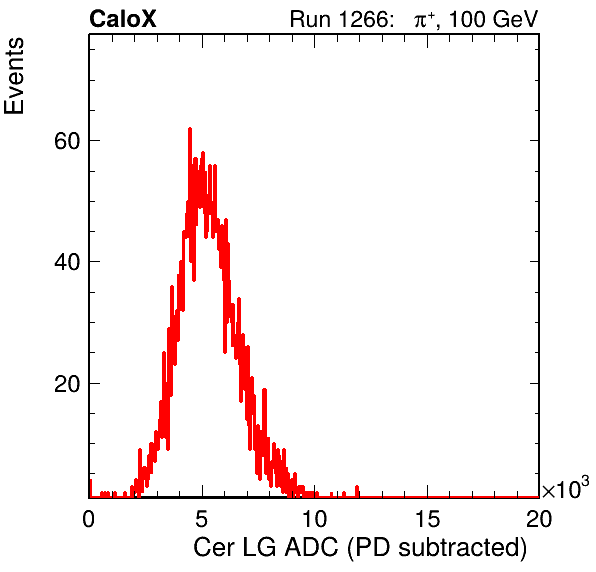 CaloX Run 1266: π⁺, 100 GeV
Events
60
40
20
0 5 10 15 20
×10³
Cer LG ADC (PD subtracted)